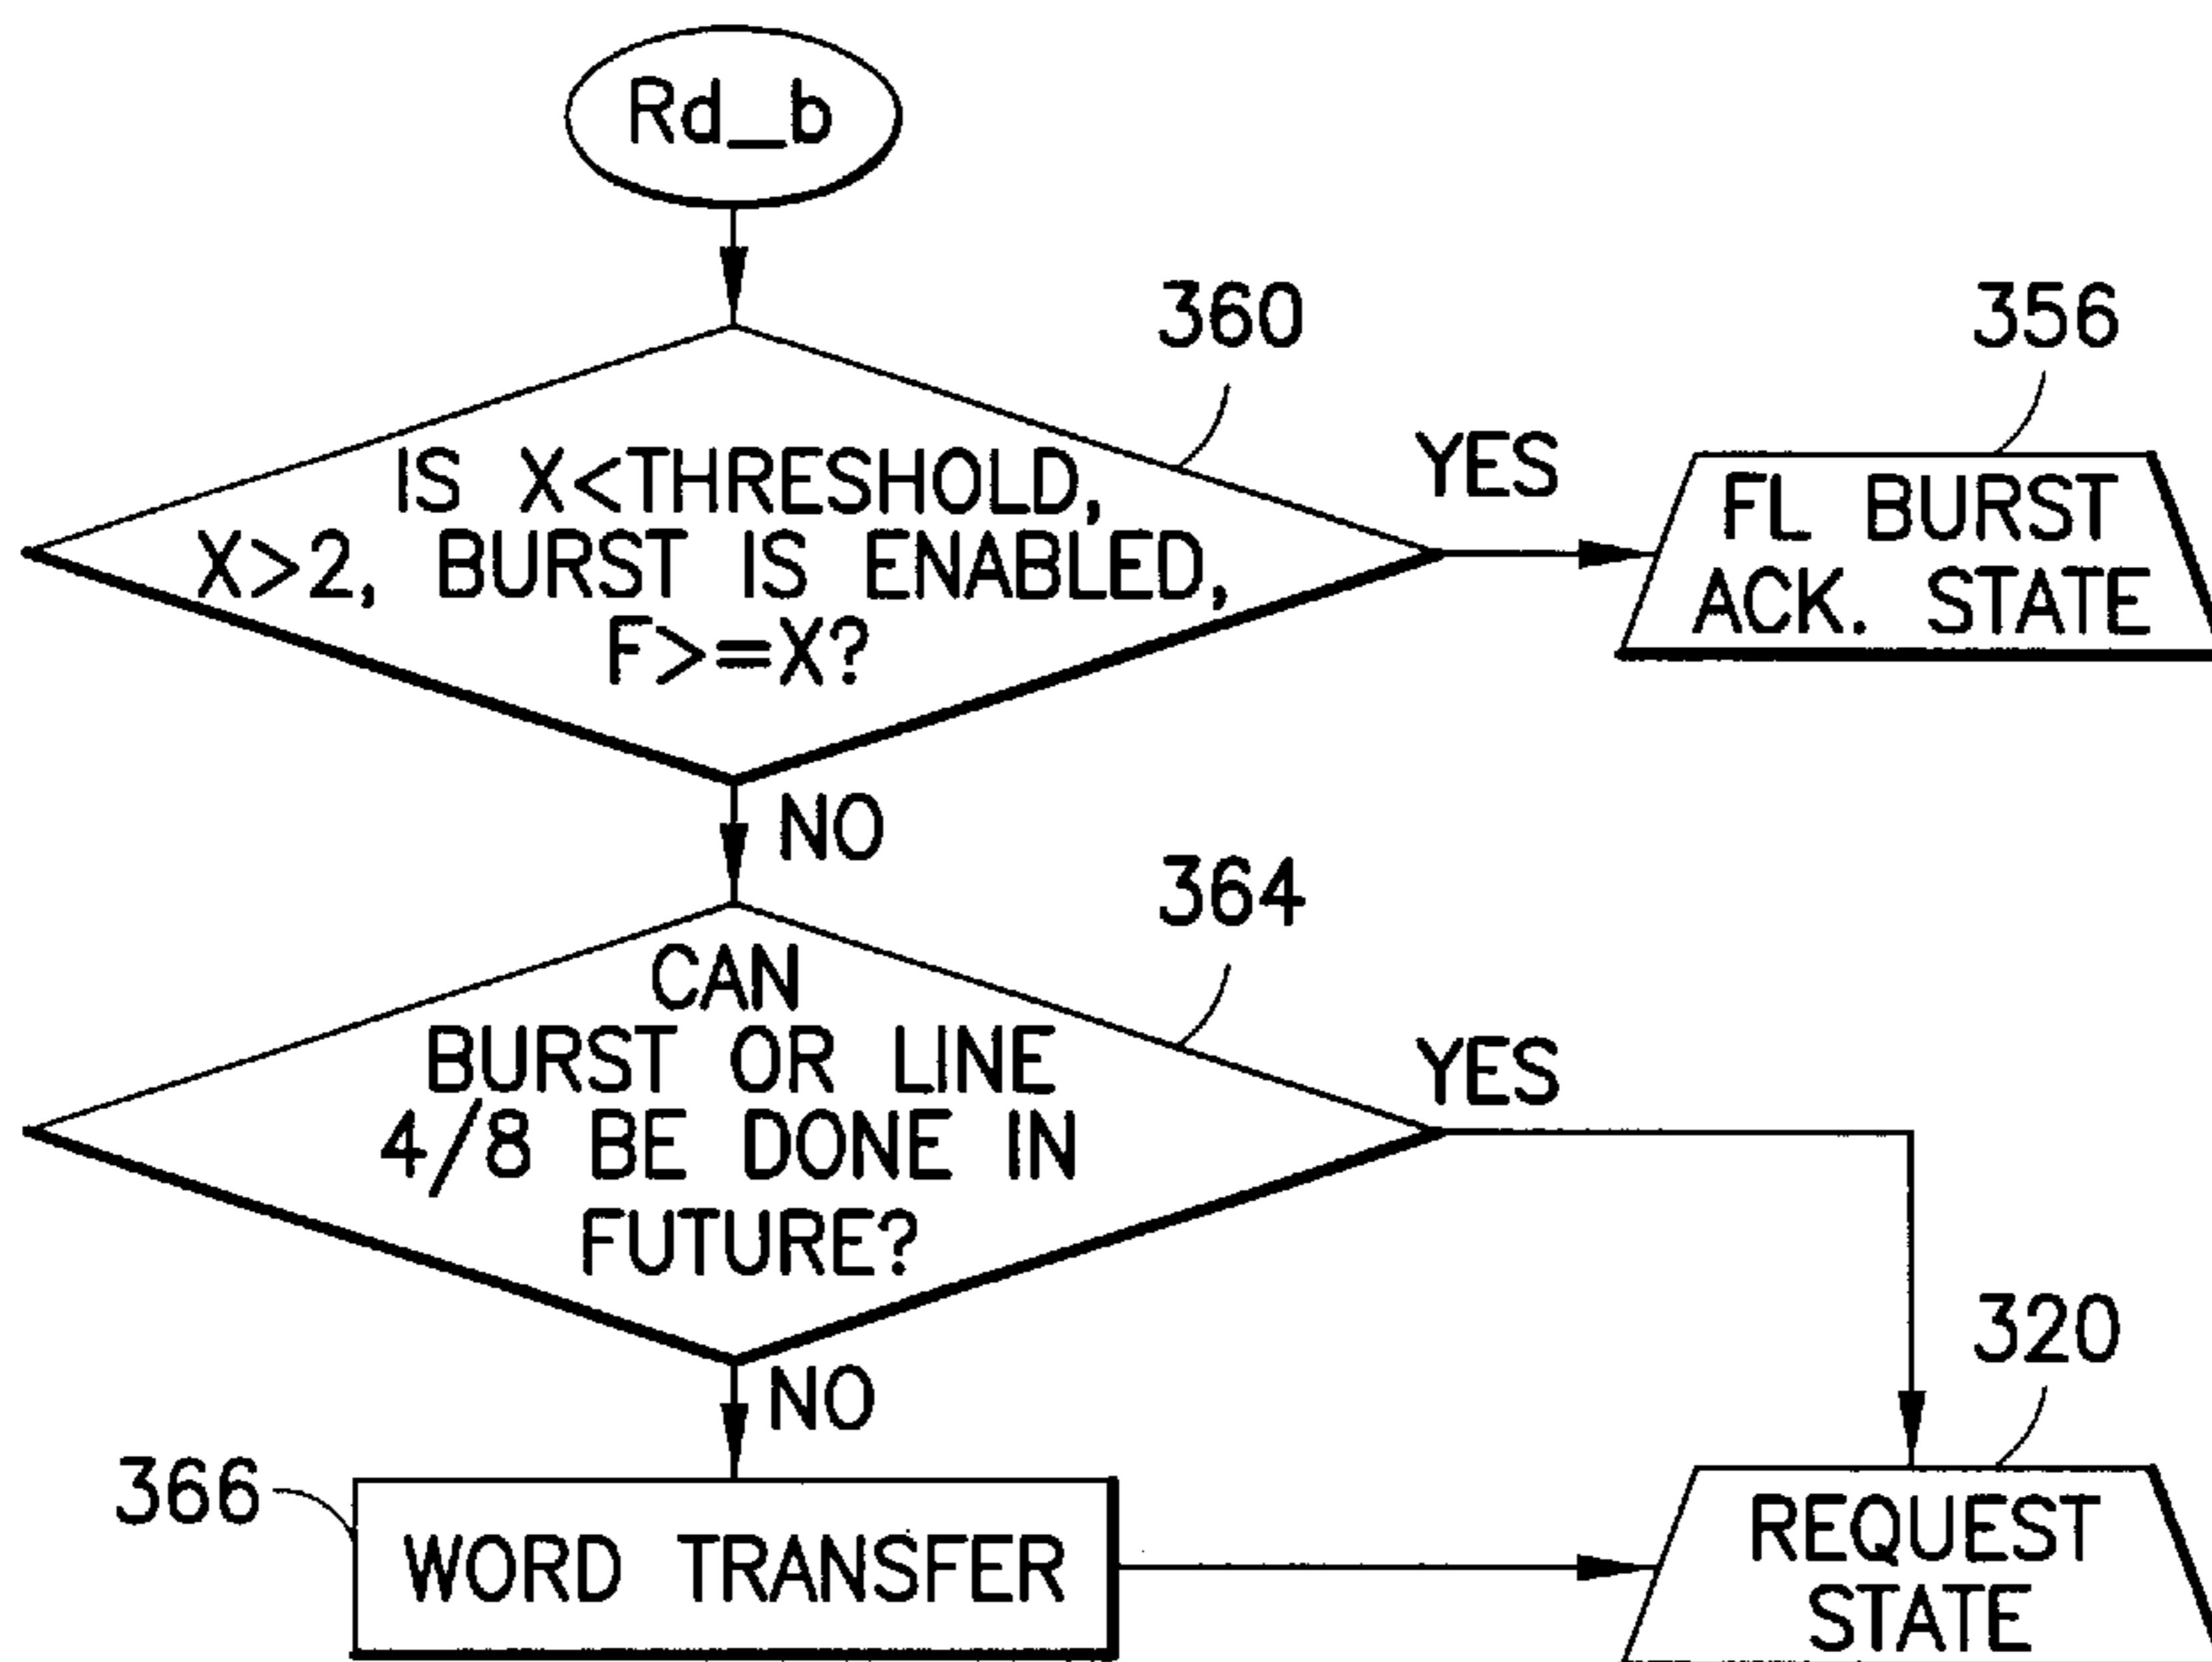 Rd_b
360
IS X<THRESHOLD,
X>2, BURST IS ENABLED,
F>=X?
YES
356
FL BURST
ACK. STATE
NO
364
CAN
BURST OR LINE
4/8 BE DONE IN
FUTURE?
YES
NO
366
WORD TRANSFER
320
REQUEST
STATE